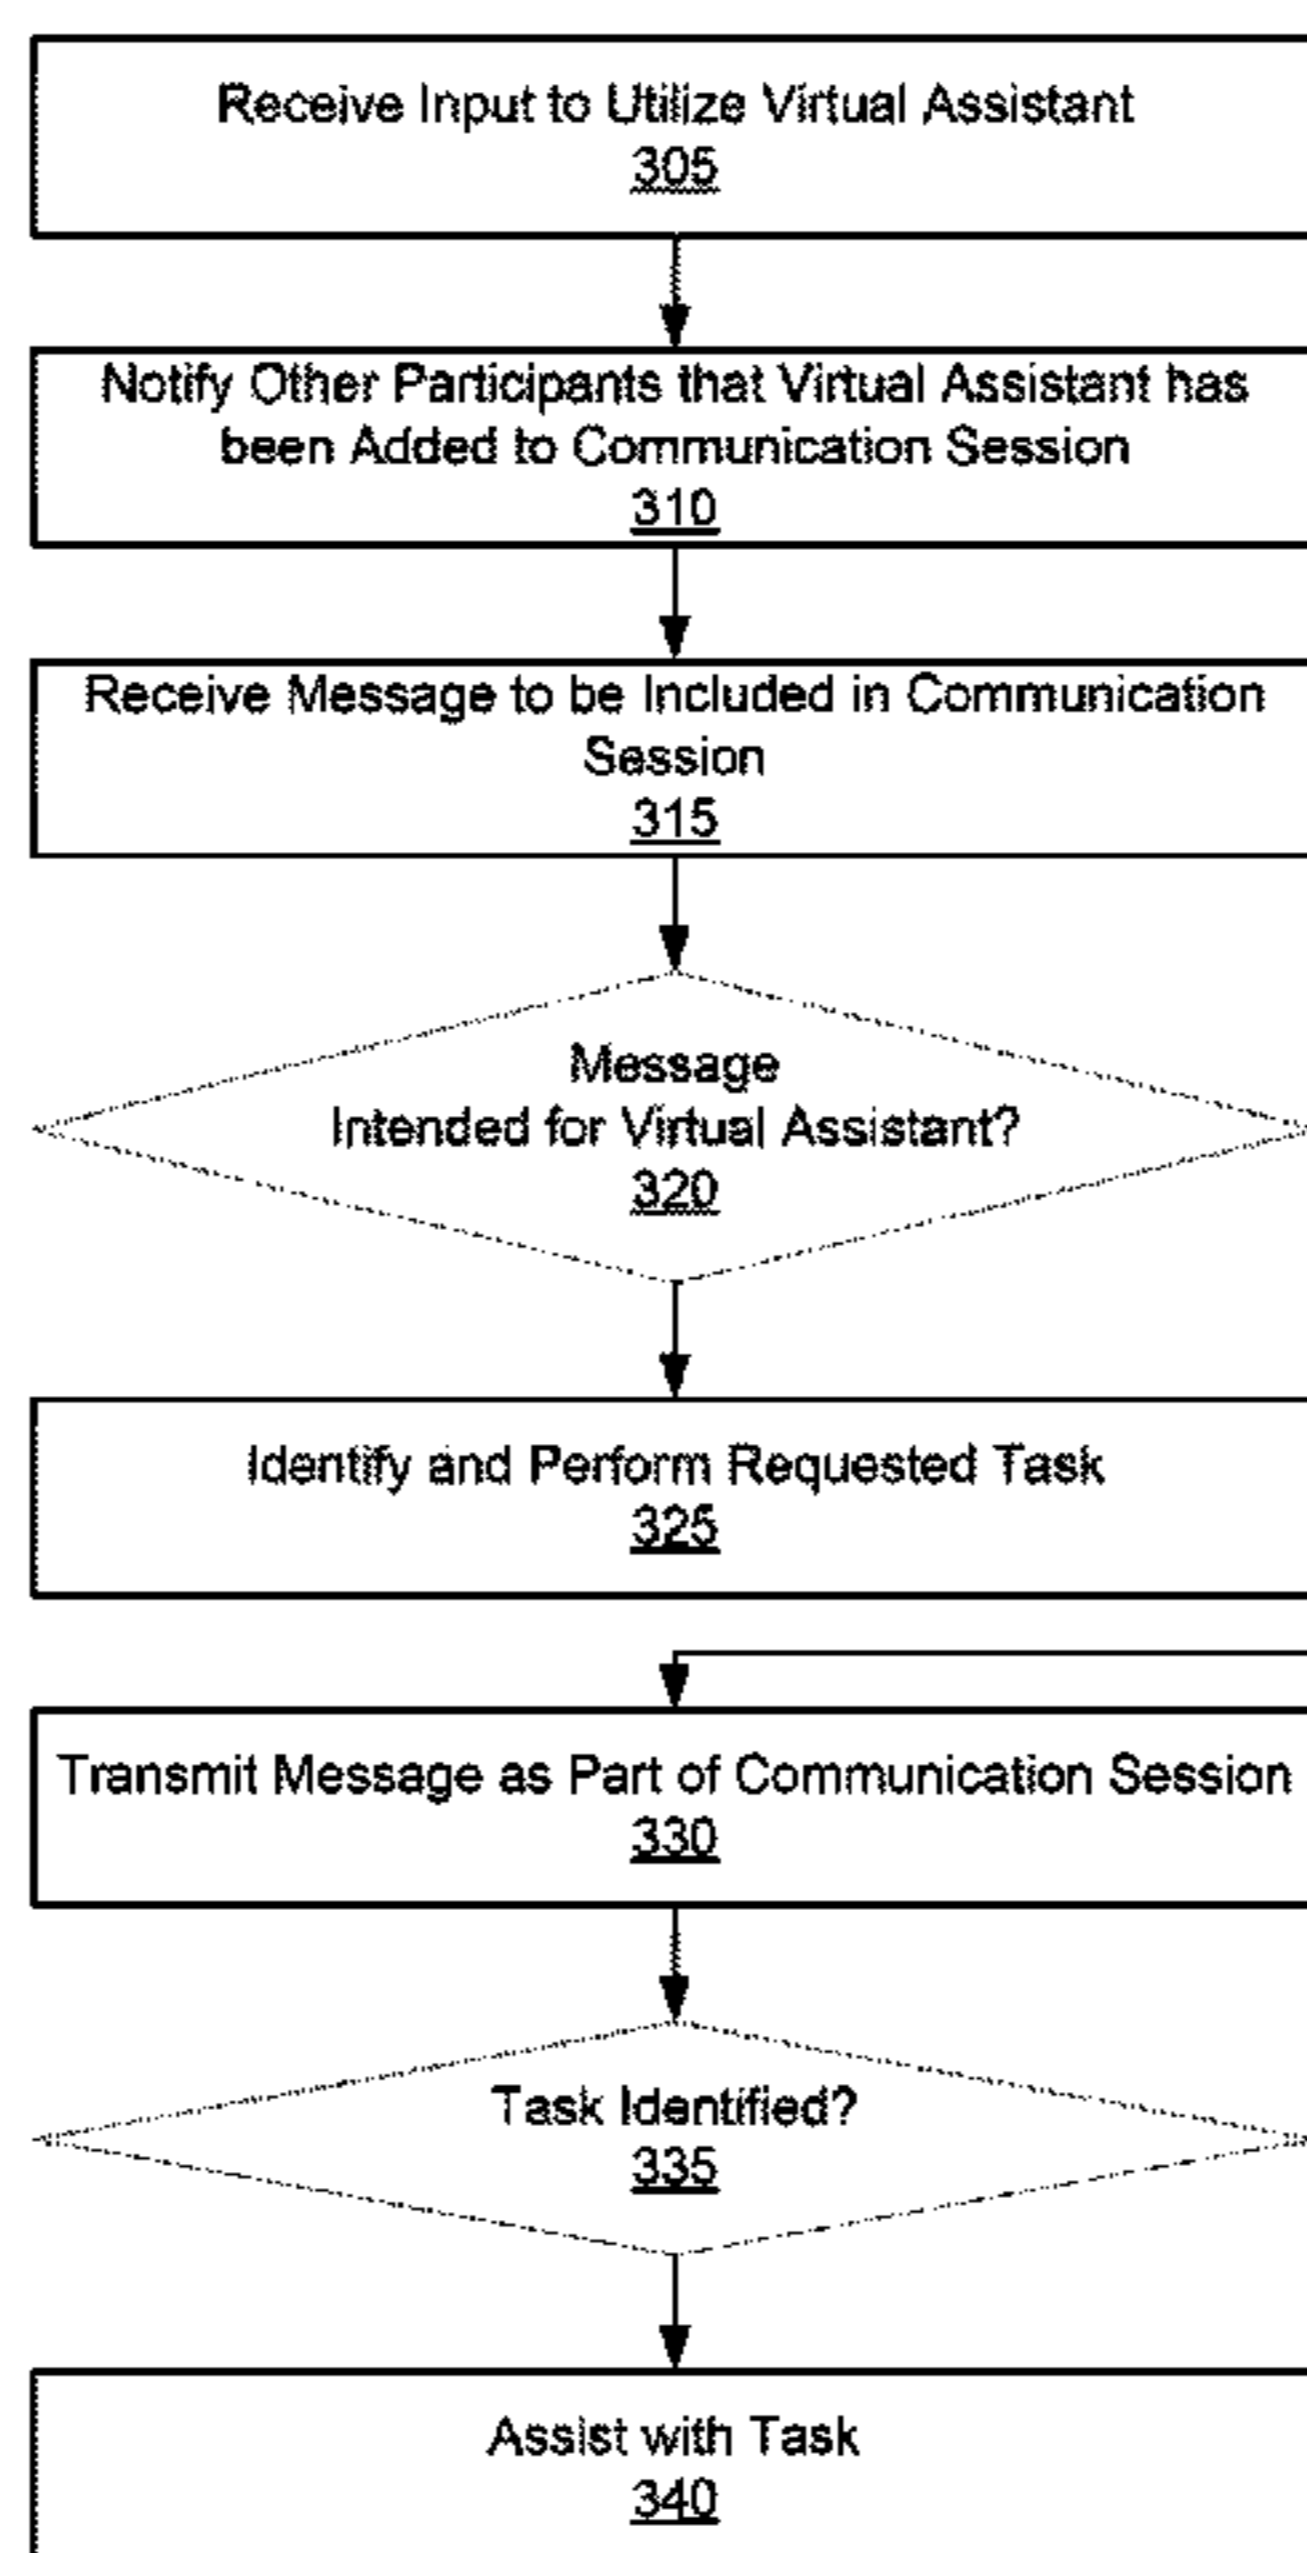 Receive Input to Utilize Virtual Assistant
305
Notify Other Participants that Virtual Assistant has
been Added to Communication Session
310
Receive Message to be Included in Communication
Session
315
Message
Intended for Virtual Assistant?
320
Identify and Perform Requested Task
325
Transmit Message as Part of Communication Session
330
Task Identified?
335
Assist with Task
340